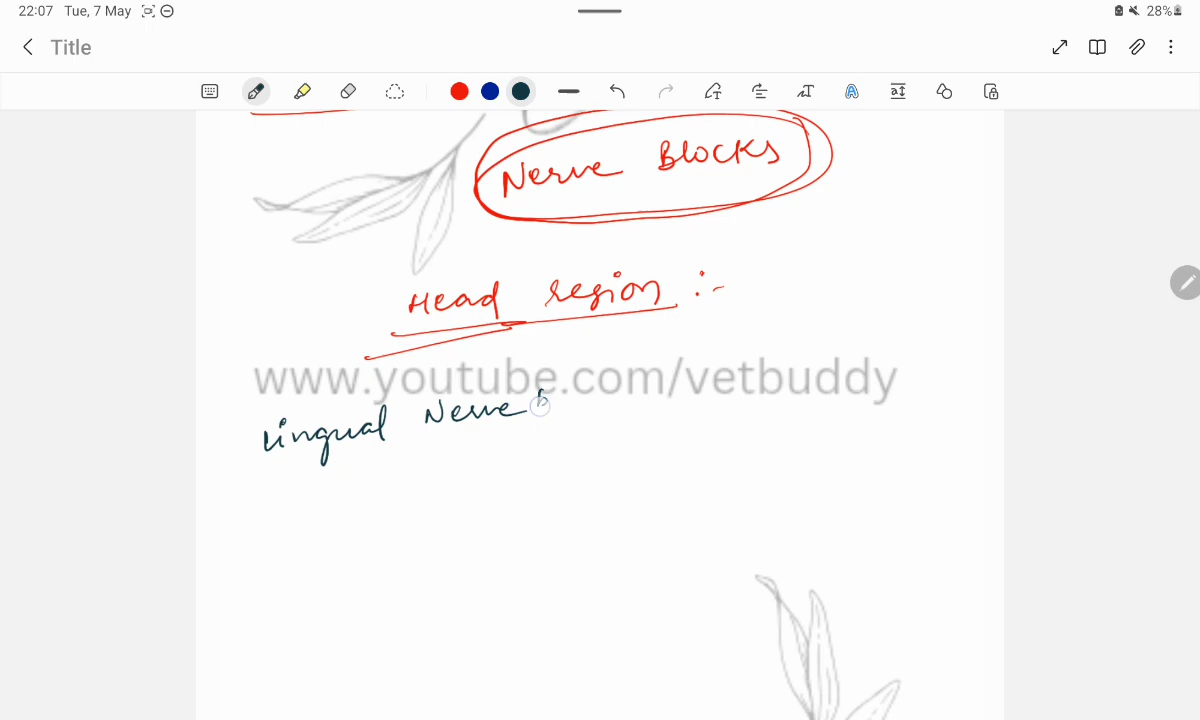 22:07 Tue, 7 May 28%
Title
Nerve Blocks
Head region :-
www.youtube.com/vetbuddy
Lingual Nerve b